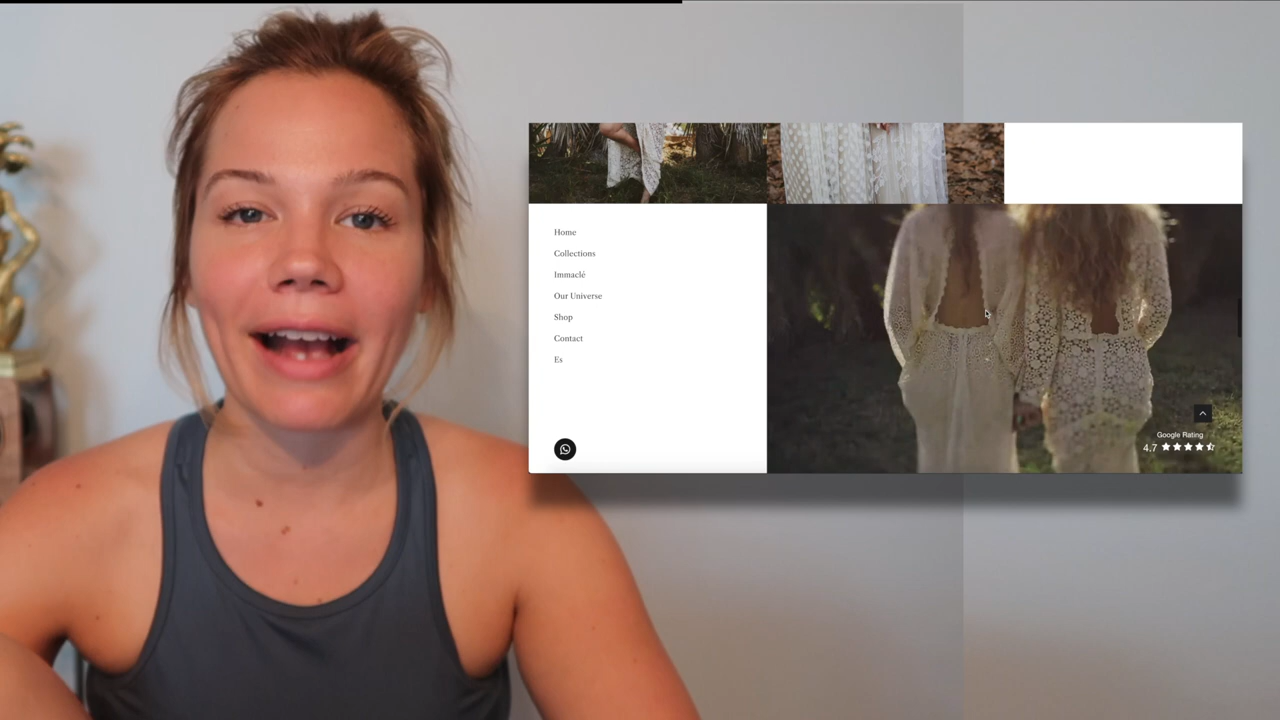 Home
Collections
Immaclé
Our Universe
Shop
Contact
Es
Google Rating
4.7